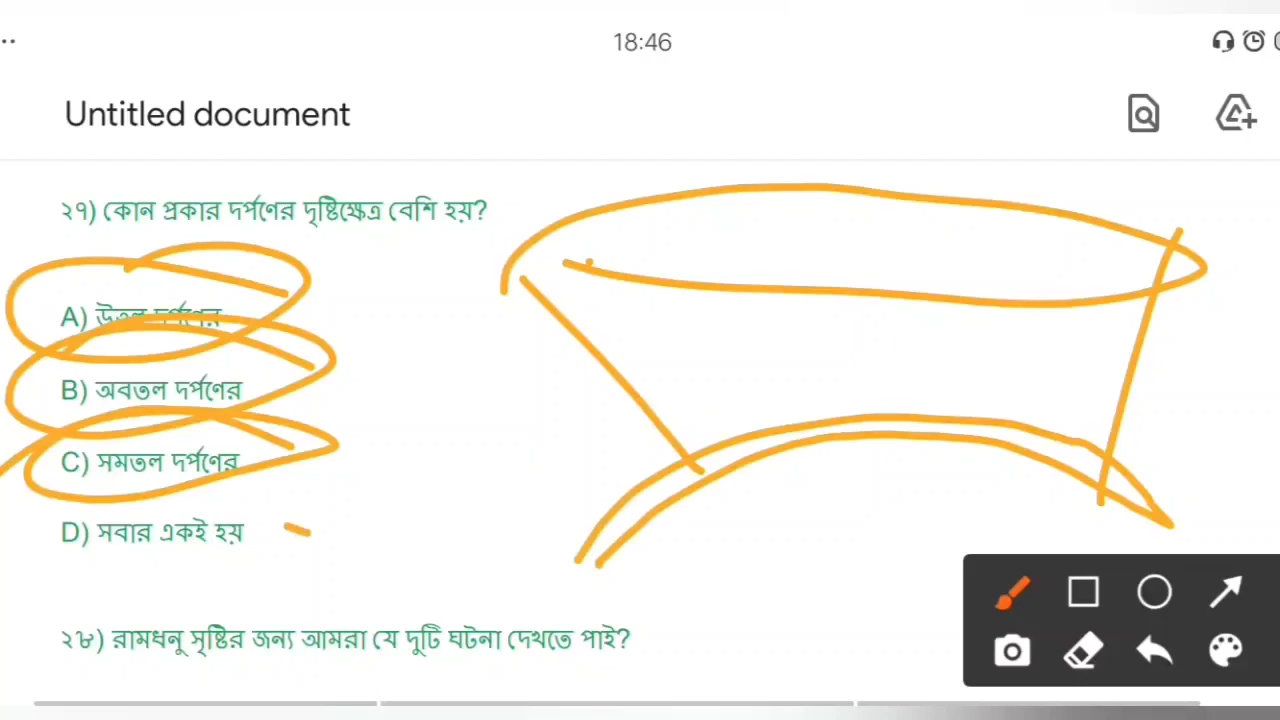 18:46
Untitled document
২৭) কোন প্রকার দর্পণের দৃষ্টিক্ষেত্র বেশি হয়?
A) উত্তল দর্পণের
B) অবতল দর্পণের
C) সমতল দর্পণের
D) সবার একই হয়
২৮) রামধনু সৃষ্টির জন্য আমরা যে দুটি ঘটনা দেখতে পাই?